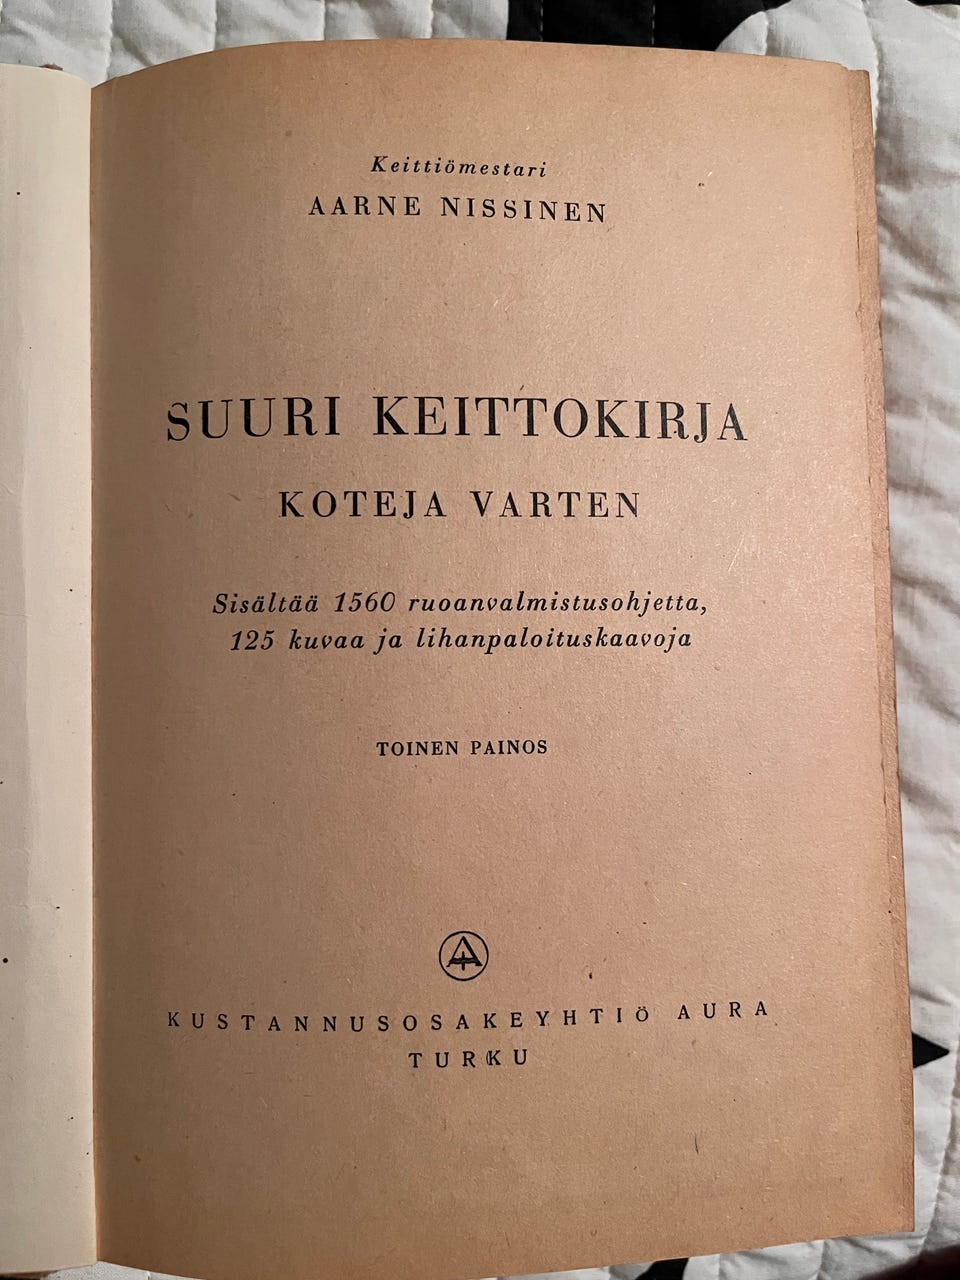 Keittiömestari
AARNE NISSINEN
SUURI KEITTOKIRJA
KOTEJA VARTEN
Sisältää 1560 ruoanvalmistusohjetta,
125 kuvaa ja lihanpaloituskaavoja
TOINEN PAINOS
KUSTANNUSOSAKEYHTIÖ AURA
TURKU